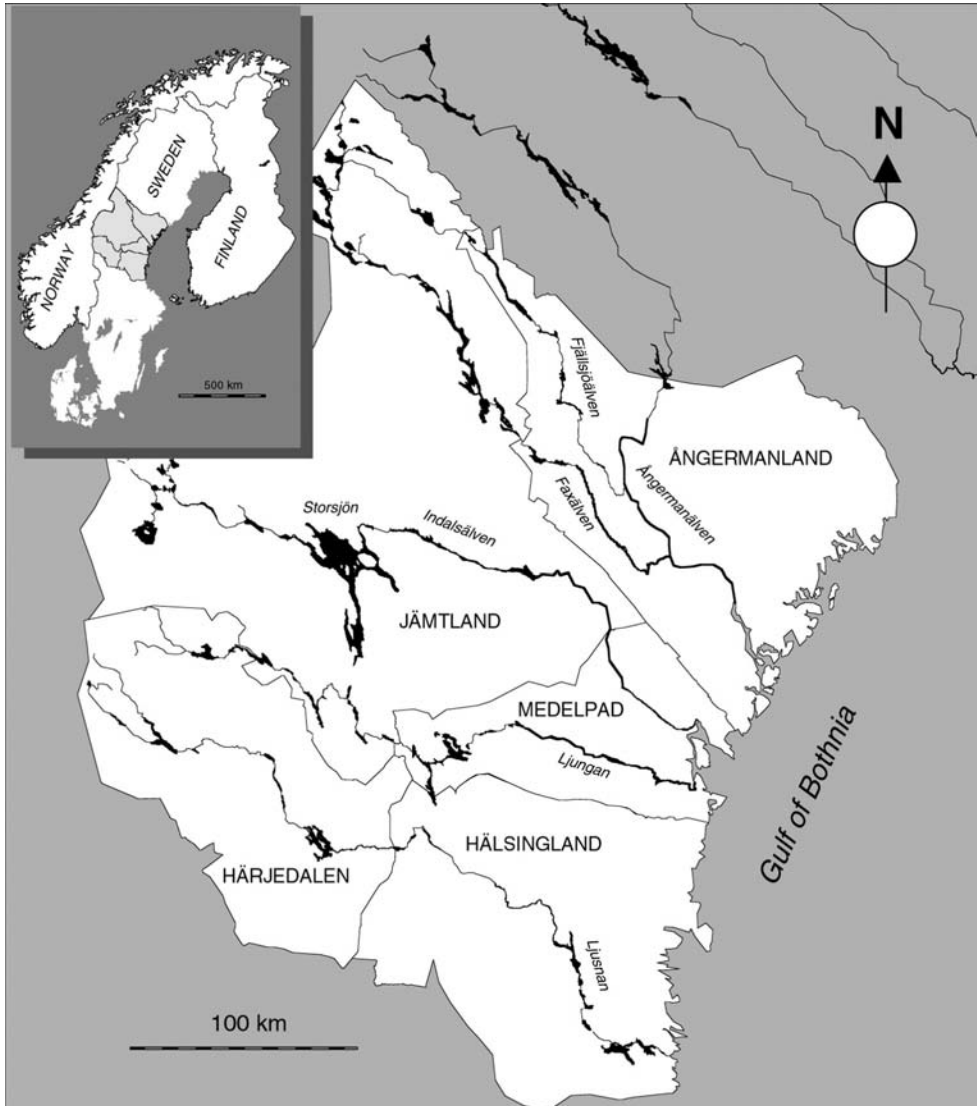 SWEDEN
NORWAY
FINLAND
500 km
N
Fjällsjöälven
ÅNGERMANLAND
Ångermanälven
Faxälven
Storsjön
Indalsälven
JÄMTLAND
MEDELPAD
Ljungan
Gulf of Bothnia
HÄLSINGLAND
HÄRJEDALEN
Ljusnan
100 km